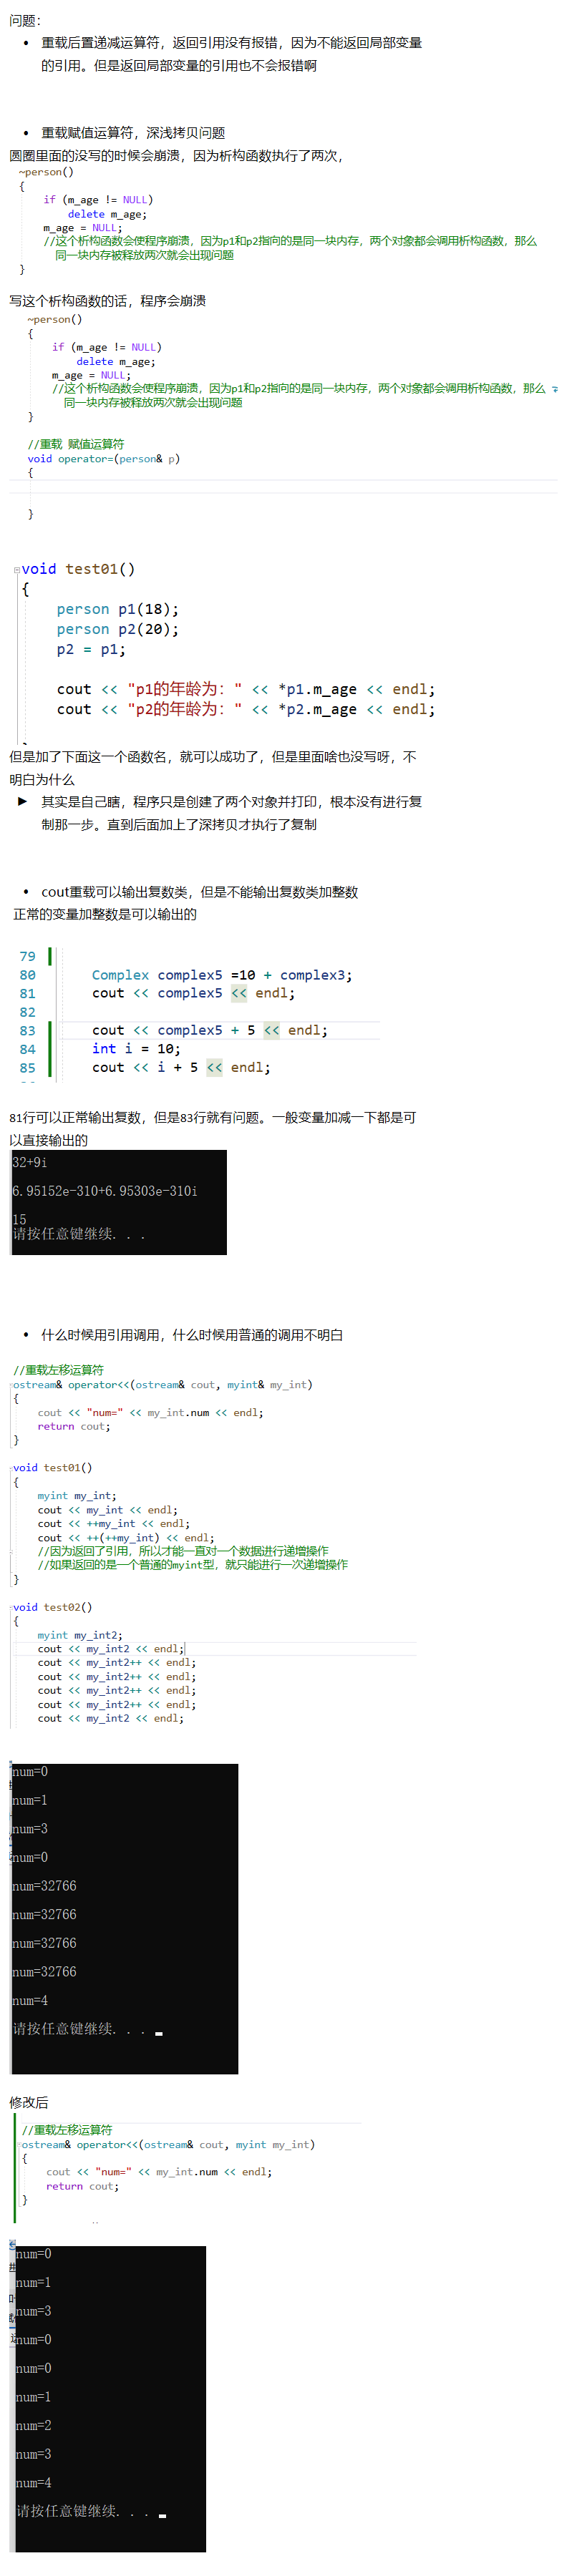 问题：
• 重载后置递减运算符，返回引用没有报错，因为不能返回局部变量
的引用。但是返回局部变量的引用也不会报错啊
• 重载赋值运算符，深浅拷贝问题
圆圈里面的没写的时候会崩溃，因为析构函数执行了两次，
~person()
{
if (m_age != NULL)
delete m_age;
m_age = NULL;
//这个析构函数会使程序崩溃，因为p1和p2指向的是同一块内存，两个对象都会调用析构函数，那么
同一块内存被释放两次就会出现问题
}
写这个析构函数的话，程序会崩溃
~person()
{
if (m_age != NULL)
delete m_age;
m_age = NULL;
//这个析构函数会使程序崩溃，因为p1和p2指向的是同一块内存，两个对象都会调用析构函数，那么
同一块内存被释放两次就会出现问题
}
//重载 赋值运算符
void operator=(person& p)
{
}
void test01()
{
person p1(18);
person p2(20);
p2 = p1;
cout << "p1的年龄为：" << *p1.m_age << endl;
cout << "p2的年龄为：" << *p2.m_age << endl;
但是加了下面这一个函数名，就可以成功了，但是里面啥也没写呀，不
明白为什么
► 其实是自己瞎，程序只是创建了两个对象并打印，根本没有进行复
制那一步。直到后面加上了深拷贝才执行了复制
• cout重载可以输出复数类，但是不能输出复数类加整数
正常的变量加整数是可以输出的
79
80 Complex complex5 =10 + complex3;
81 cout << complex5 << endl;
82
83 cout << complex5 + 5 << endl;
84 int i = 10;
85 cout << i + 5 << endl;
81行可以正常输出复数，但是83行就有问题。一般变量加减一下都是可
以直接输出的
32+9i
6.95152e-310+6.95303e-310i
15
请按任意键继续. . .
• 什么时候用引用调用，什么时候用普通的调用不明白
//重载左移运算符
ostream& operator<<(ostream& cout, myint& my_int)
{
cout << "num=" << my_int.num << endl;
return cout;
}
void test01()
{
myint my_int;
cout << my_int << endl;
cout << ++my_int << endl;
cout << ++(++my_int) << endl;
//因为返回了引用，所以才能一直对一个数据进行递增操作
//如果返回的是一个普通的myint型，就只能进行一次递增操作
}
void test02()
{
myint my_int2;
cout << my_int2 << endl;
cout << my_int2++ << endl;
cout << my_int2++ << endl;
cout << my_int2++ << endl;
cout << my_int2++ << endl;
cout << my_int2 << endl;
num=0
num=1
num=3
num=0
num=32766
num=32766
num=32766
num=32766
num=4
请按任意键继续. . .
修改后
//重载左移运算符
ostream& operator<<(ostream& cout, myint my_int)
{
cout << "num=" << my_int.num << endl;
return cout;
}
num=0
num=1
num=3
num=0
num=0
num=1
num=2
num=3
num=4
请按任意键继续. . .